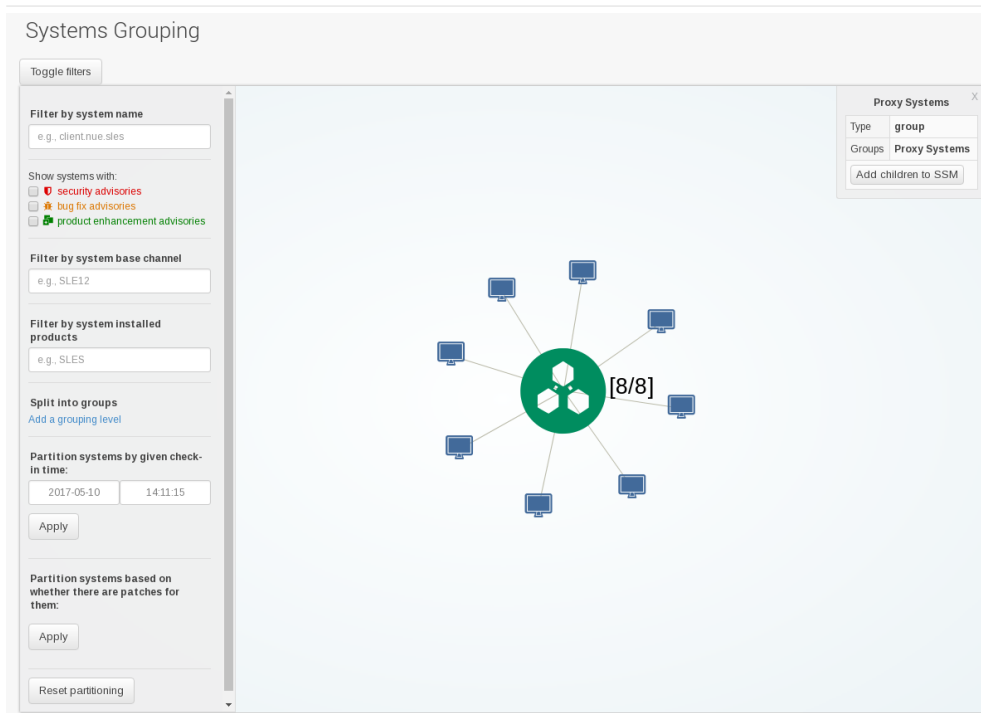 Systems Grouping
Toggle filters
Filter by system name
e.g., client.nue.sles
Show systems with:
security advisories
bug fix advisories
product enhancement advisories
Filter by system base channel
e.g., SLE12
Filter by system installed
products
e.g., SLES
Split into groups
Add a grouping level
Partition systems by given check-
in time:
2017-05-10 14:11:15
Apply
Partition systems based on
whether there are patches for
them:
Apply
Reset partitioning
[8/8]
X
Proxy Systems
Type group
Groups Proxy Systems
Add children to SSM